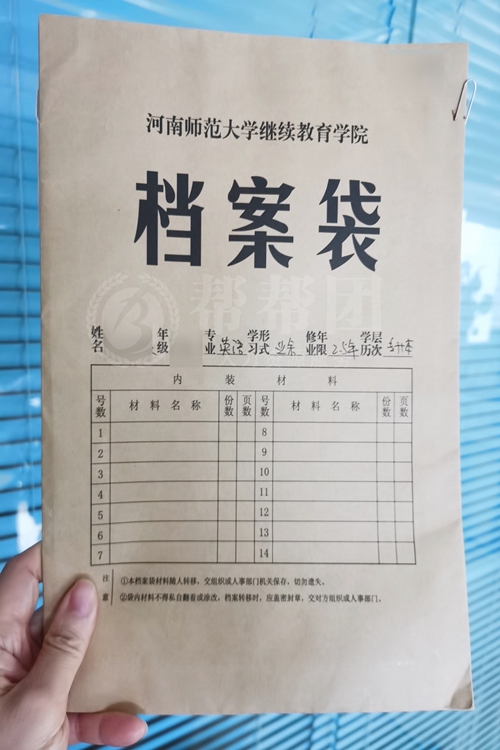 河南师范大学继续教育学院
档案袋
帮帮团
姓名 年级 专业 英语 学习形式 业余 修业年限 2.5年 学历层次 专升本
内装材料
号数 材料名称 份数 页数 号数 材料名称 份数 页数
1 8
2 9
3 10
4 11
5 12
6 13
7 14
注意 ①本档案袋材料随人转移，交组织或人事部门机关保存，切勿遗失。
②袋内材料不得私自翻看或涂改，档案转移时，应盖密封章，交对方组织或人事部门。